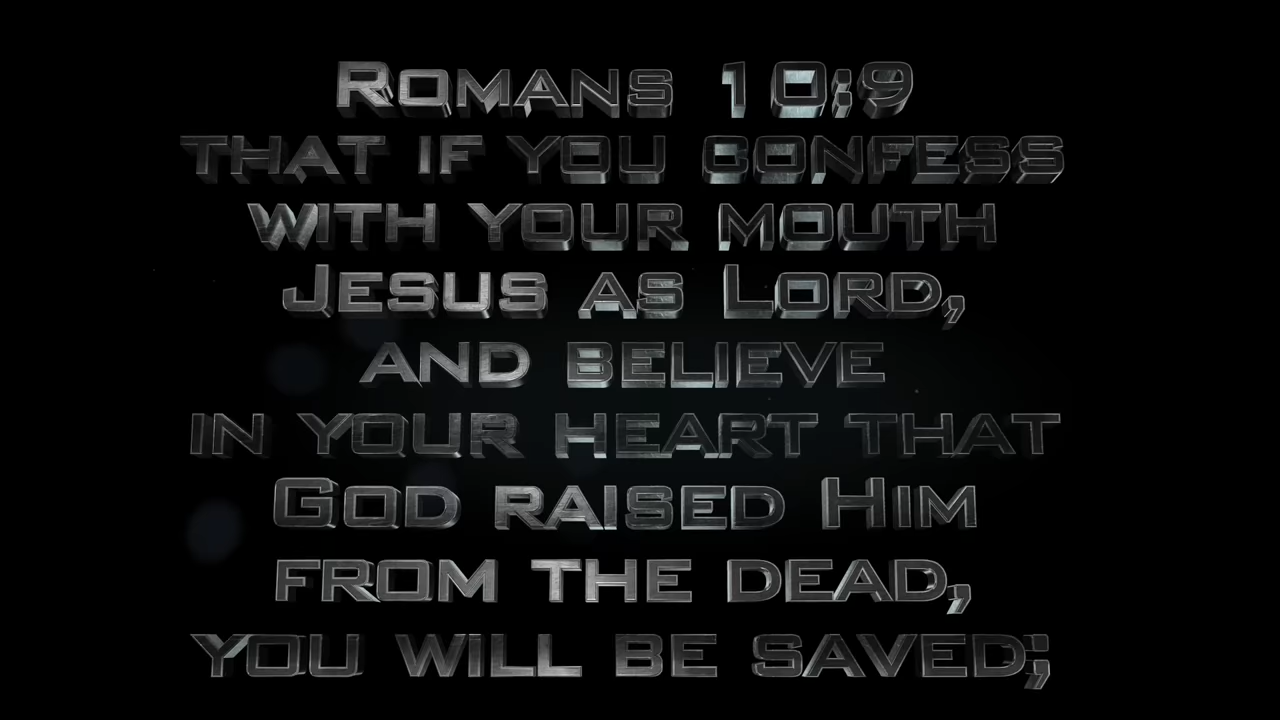 Romans 10:9
that if you confess
with your mouth
Jesus as Lord,
and believe
in your heart that
God raised Him
from the dead,
you will be saved;